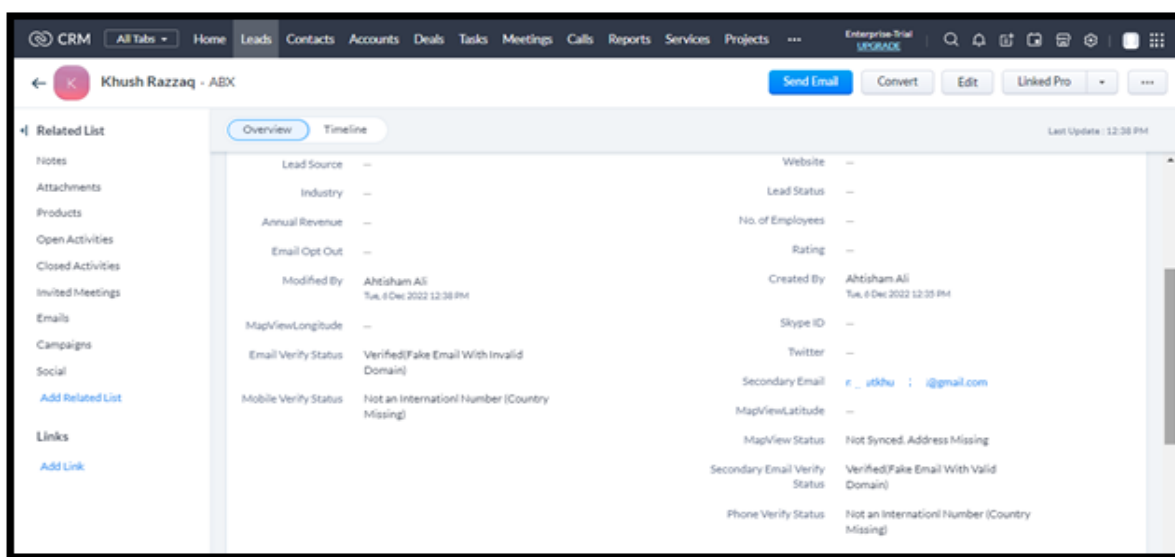 CRM All Tabs Home Leads Contacts Accounts Deals Tasks Meetings Calls Reports Services Projects ... Enterprise-Trial
UPGRADE
K Khush Razzaq - ABX Send Email Convert Edit Linked Pro ...
Related List
Notes
Attachments
Products
Open Activities
Closed Activities
Invited Meetings
Emails
Campaigns
Social
Add Related List
Links
Add Link
Overview Timeline Last Update : 12:38 PM
Lead Source —
Industry —
Annual Revenue —
Email Opt Out —
Modified By Ahtisham Ali
Tue, 6 Dec 2022 12:38 PM
MapViewLongitude —
Email Verify Status Verified(Fake Email With Invalid
Domain)
Mobile Verify Status Not an Internationl Number (Country
Missing)
Website —
Lead Status —
No. of Employees —
Rating —
Created By Ahtisham Ali
Tue, 6 Dec 2022 12:35 PM
Skype ID —
Twitter —
Secondary Email @gmail.com
MapViewLatitude —
MapView Status Not Synced. Address Missing
Secondary Email Verify Verified(Fake Email With Valid
Status Domain)
Phone Verify Status Not an Internationl Number (Country
Missing)